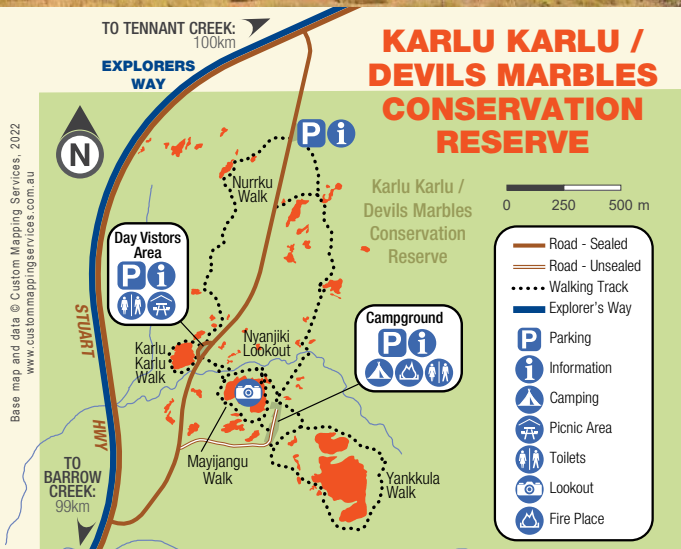 TO TENNANT CREEK:
100km
EXPLORERS
WAY
KARLU KARLU /
DEVILS MARBLES
CONSERVATION
RESERVE
N
P i
Nurrku
Walk
Karlu Karlu /
Devils Marbles
Conservation
Reserve
0 250 500 m
Day Vistors
Area
P i
Campground
P i
Karlu
Karlu
Walk
Nyanjiki
Lookout
STUART
HWY
Mayijangu
Walk
Yankkula
Walk
TO
BARROW
CREEK:
99km
Road - Sealed
Road - Unsealed
Walking Track
Explorer's Way
P Parking
i Information
Camping
Picnic Area
Toilets
Lookout
Fire Place
Base map and data © Custom Mapping Services, 2022
www.custommappingservices.com.au